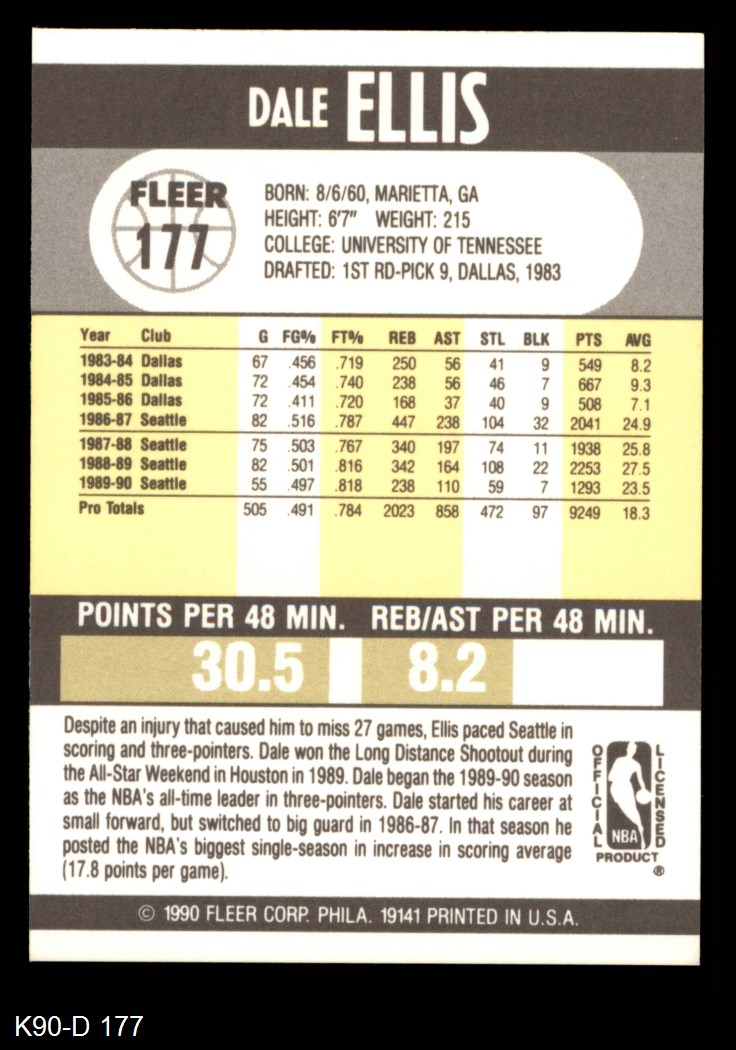 DALE ELLIS
FLEER
177
BORN: 8/6/60, MARIETTA, GA
HEIGHT: 6'7" WEIGHT: 215
COLLEGE: UNIVERSITY OF TENNESSEE
DRAFTED: 1ST RD-PICK 9, DALLAS, 1983
Year Club G FG% FT% REB AST STL BLK PTS AVG
1983-84 Dallas 67 .456 .719 250 56 41 9 549 8.2
1984-85 Dallas 72 .454 .740 238 56 46 7 667 9.3
1985-86 Dallas 72 .411 .720 168 37 40 9 508 7.1
1986-87 Seattle 82 .516 .787 447 238 104 32 2041 24.9
1987-88 Seattle 75 .503 .767 340 197 74 11 1938 25.8
1988-89 Seattle 82 .501 .816 342 164 108 22 2253 27.5
1989-90 Seattle 55 .497 .818 238 110 59 7 1293 23.5
Pro Totals 505 .491 .784 2023 858 472 97 9249 18.3
POINTS PER 48 MIN. REB/AST PER 48 MIN.
30.5 8.2
Despite an injury that caused him to miss 27 games, Ellis paced Seattle in
scoring and three-pointers. Dale won the Long Distance Shootout during
the All-Star Weekend in Houston in 1989. Dale began the 1989-90 season
as the NBA's all-time leader in three-pointers. Dale started his career at
small forward, but switched to big guard in 1986-87. In that season he
posted the NBA's biggest single-season in increase in scoring average
(17.8 points per game).
OFFICIAL
LICENSED
NBA
PRODUCT
®
© 1990 FLEER CORP. PHILA. 19141 PRINTED IN U.S.A.
K90-D 177